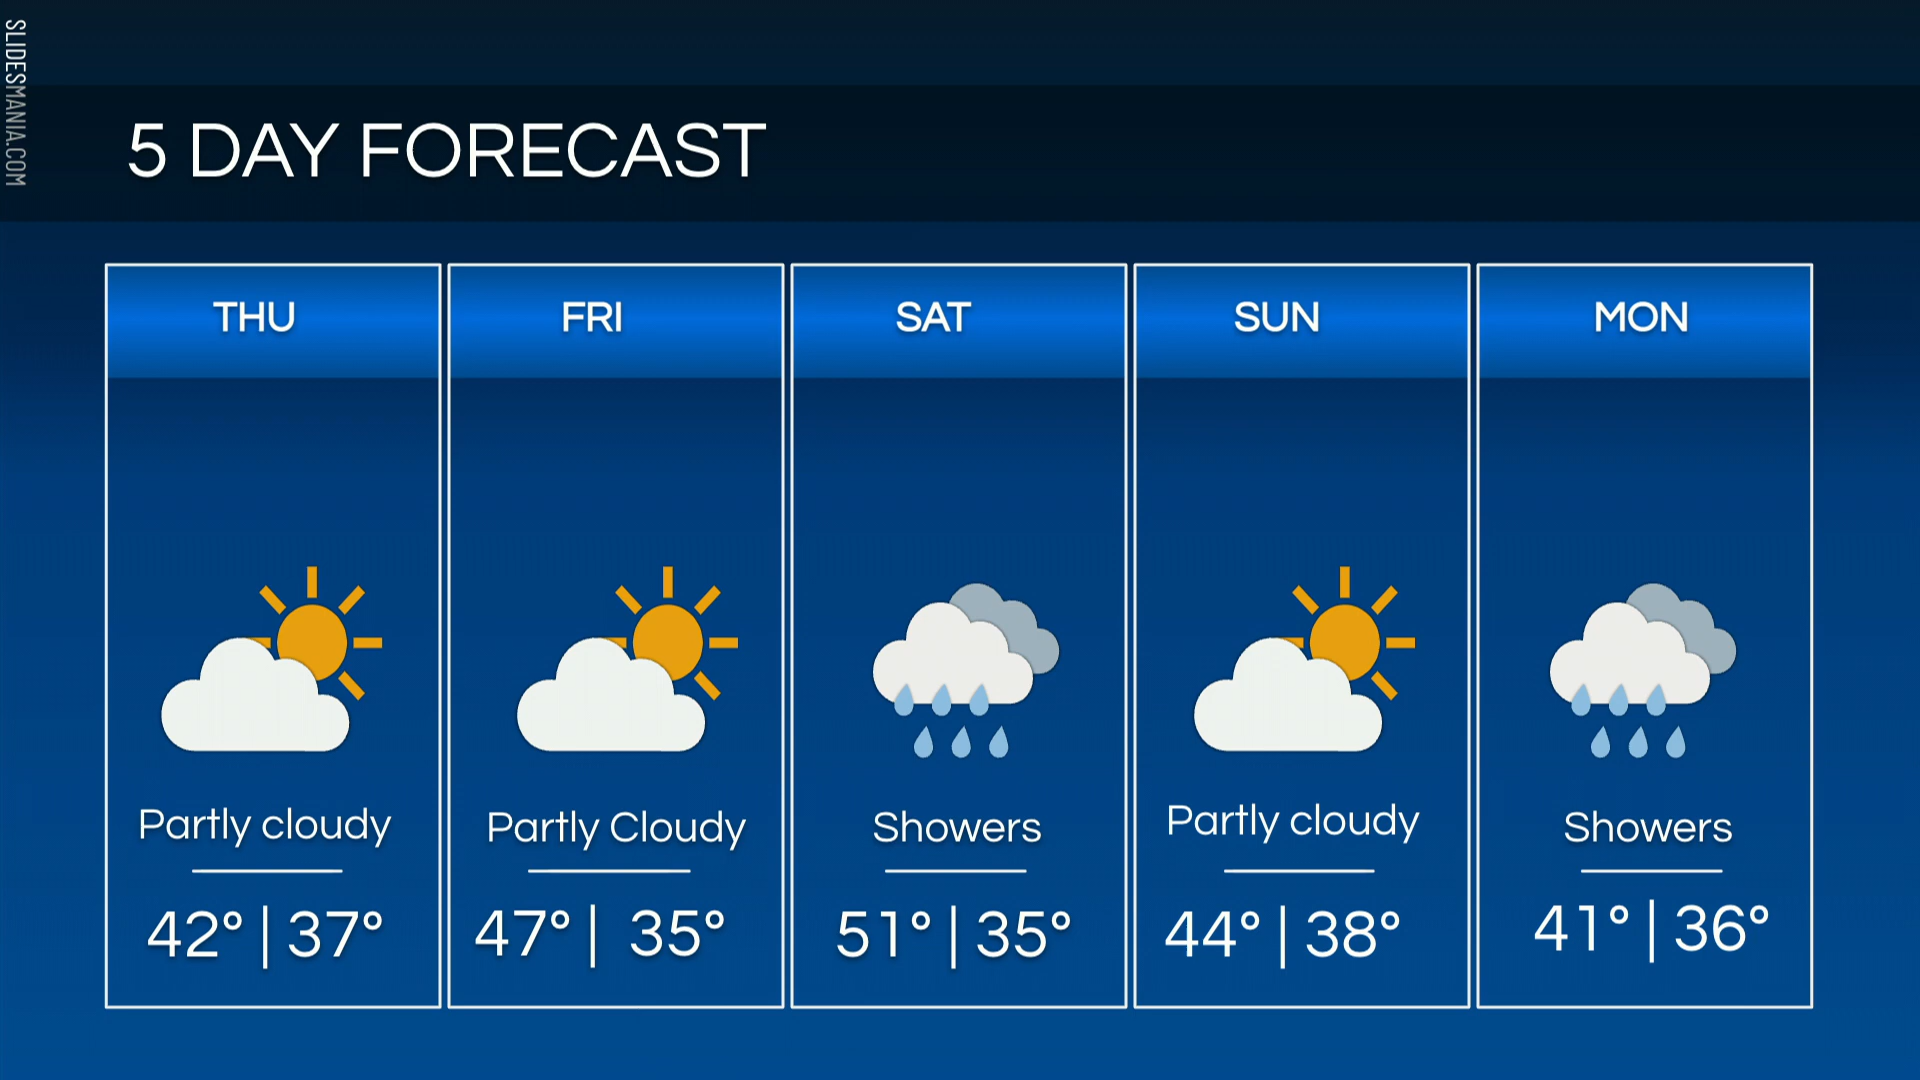 SLIDESMANIA.COM
5 DAY FORECAST
THU
Partly cloudy
42° | 37°
FRI
Partly Cloudy
47° | 35°
SAT
Showers
51° | 35°
SUN
Partly cloudy
44° | 38°
MON
Showers
41° | 36°